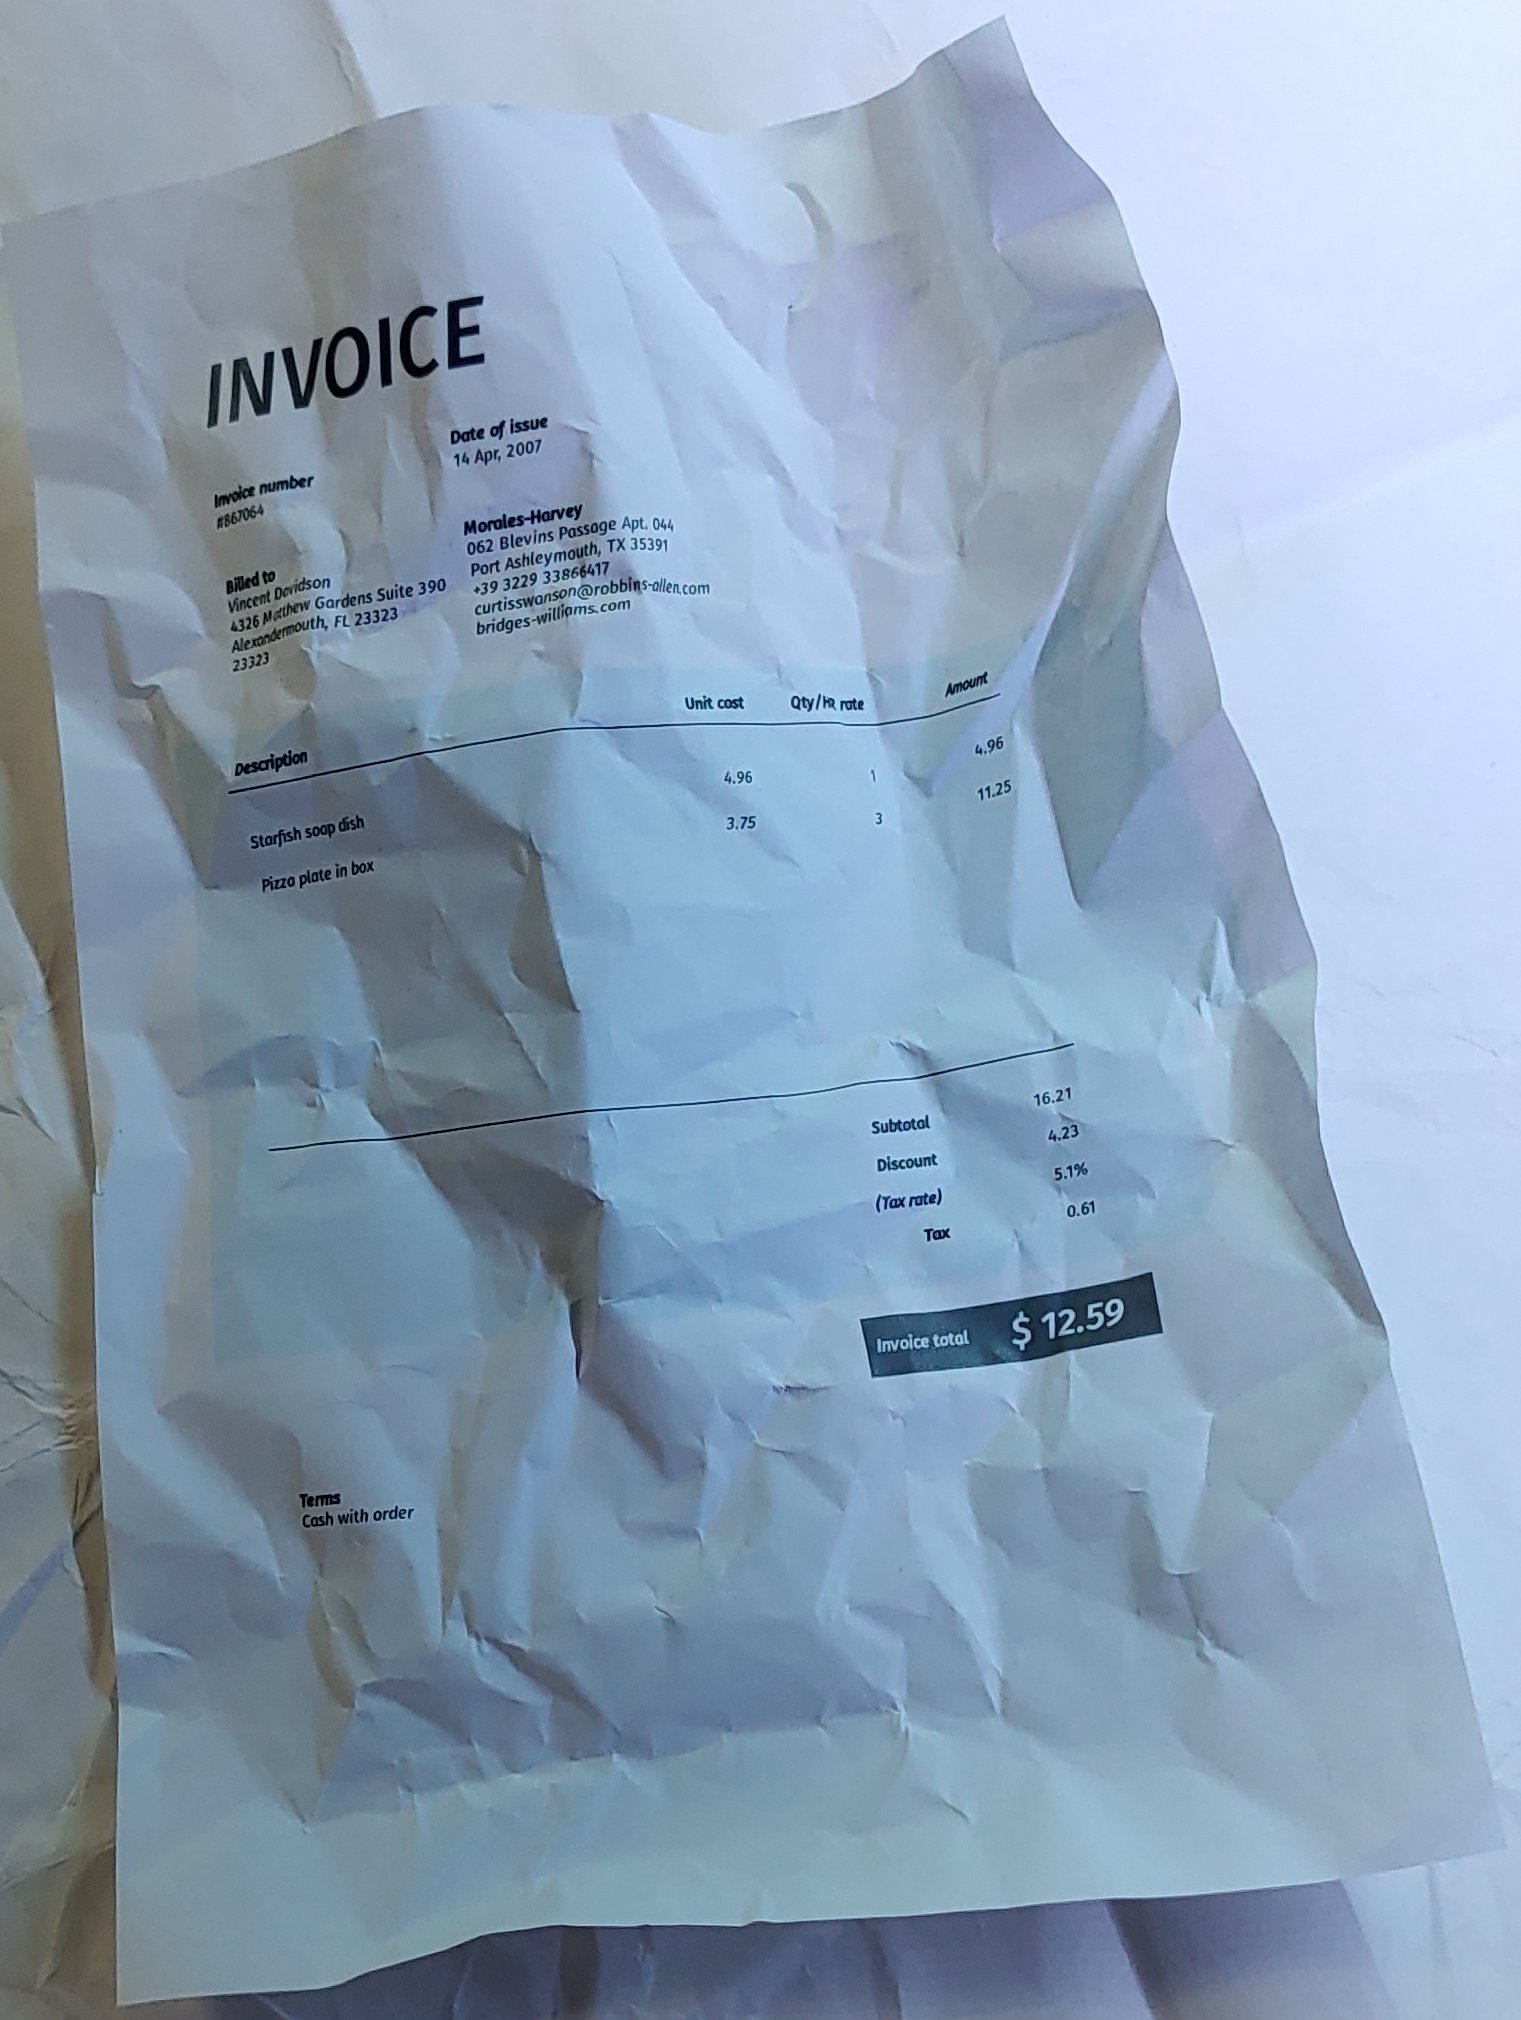 INVOICE
Invoice number
#867064
Date of issue
14 Apr, 2007
Billed to
Vincent Davidson
4326 Matthew Gardens Suite 390
Alexandermouth, FL 23323
23323
Morales-Harvey
062 Blevins Passage Apt. 044
Port Ashleymouth, TX 35391
+39 3229 33866417
curtisswanson@robbins-allen.com
bridges-williams.com
Description Unit cost Qty/HR rate Amount
Starfish soap dish 4.96 1 4.96
Pizza plate in box 3.75 3 11.25
Subtotal 16.21
Discount 4.23
(Tax rate) 5.1%
Tax 0.61
Invoice total $ 12.59
Terms
Cash with order